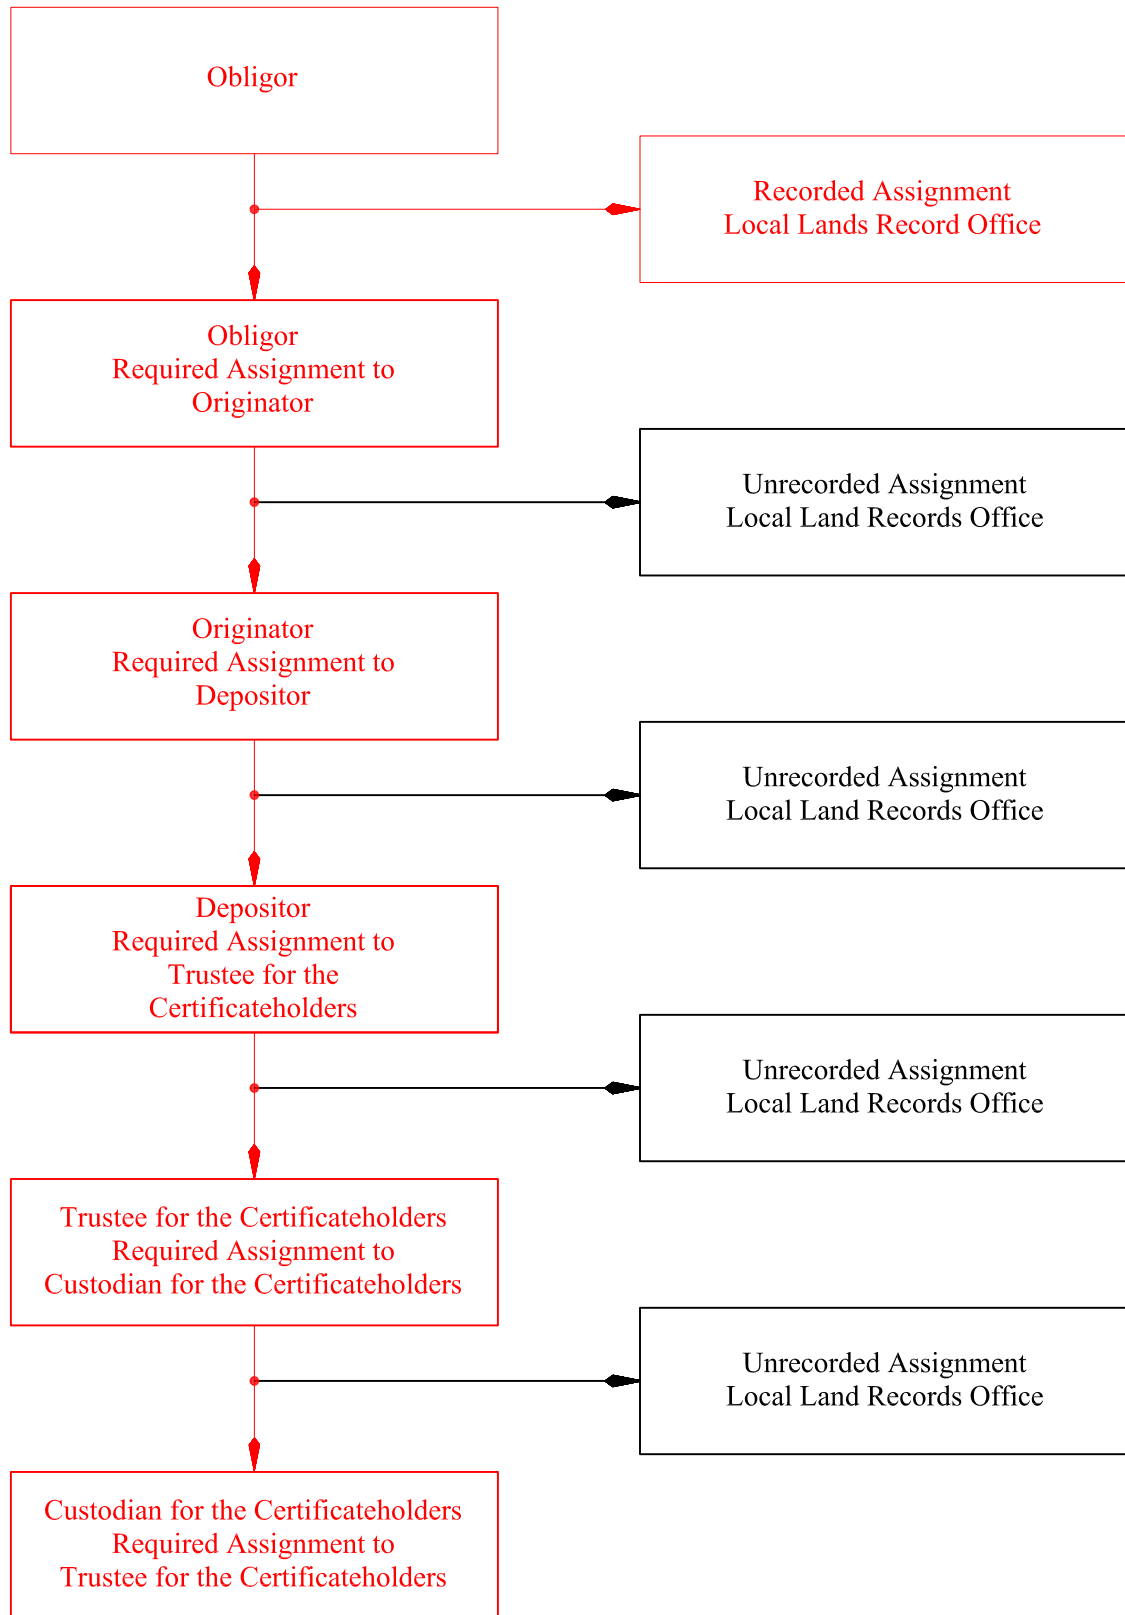 Obligor
Recorded Assignment
Local Lands Record Office
Obligor
Required Assignment to
Originator
Unrecorded Assignment
Local Land Records Office
Originator
Required Assignment to
Depositor
Unrecorded Assignment
Local Land Records Office
Depositor
Required Assignment to
Trustee for the
Certificateholders
Unrecorded Assignment
Local Land Records Office
Trustee for the Certificateholders
Required Assignment to
Custodian for the Certificateholders
Unrecorded Assignment
Local Land Records Office
Custodian for the Certificateholders
Required Assignment to
Trustee for the Certificateholders